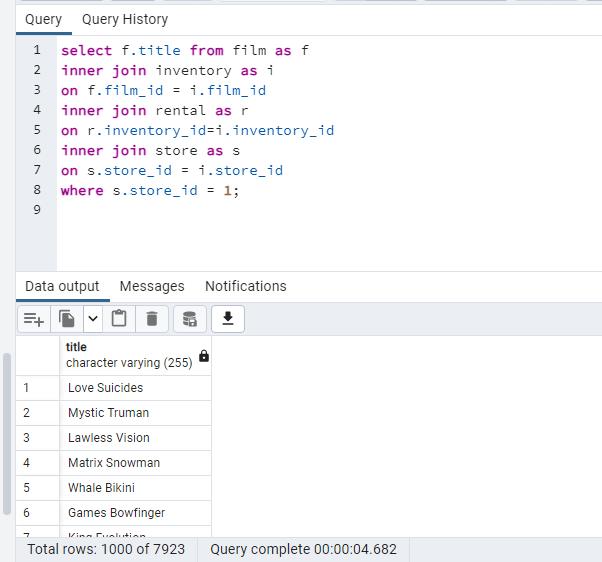 Query Query History
1 select f.title from film as f
2 inner join inventory as i
3 on f.film_id = i.film_id
4 inner join rental as r
5 on r.inventory_id=i.inventory_id
6 inner join store as s
7 on s.store_id = i.store_id
8 where s.store_id = 1;
9
Data output Messages Notifications
title
character varying (255)
1 Love Suicides
2 Mystic Truman
3 Lawless Vision
4 Matrix Snowman
5 Whale Bikini
6 Games Bowfinger
7 King Evolution
Total rows: 1000 of 7923 Query complete 00:00:04.682